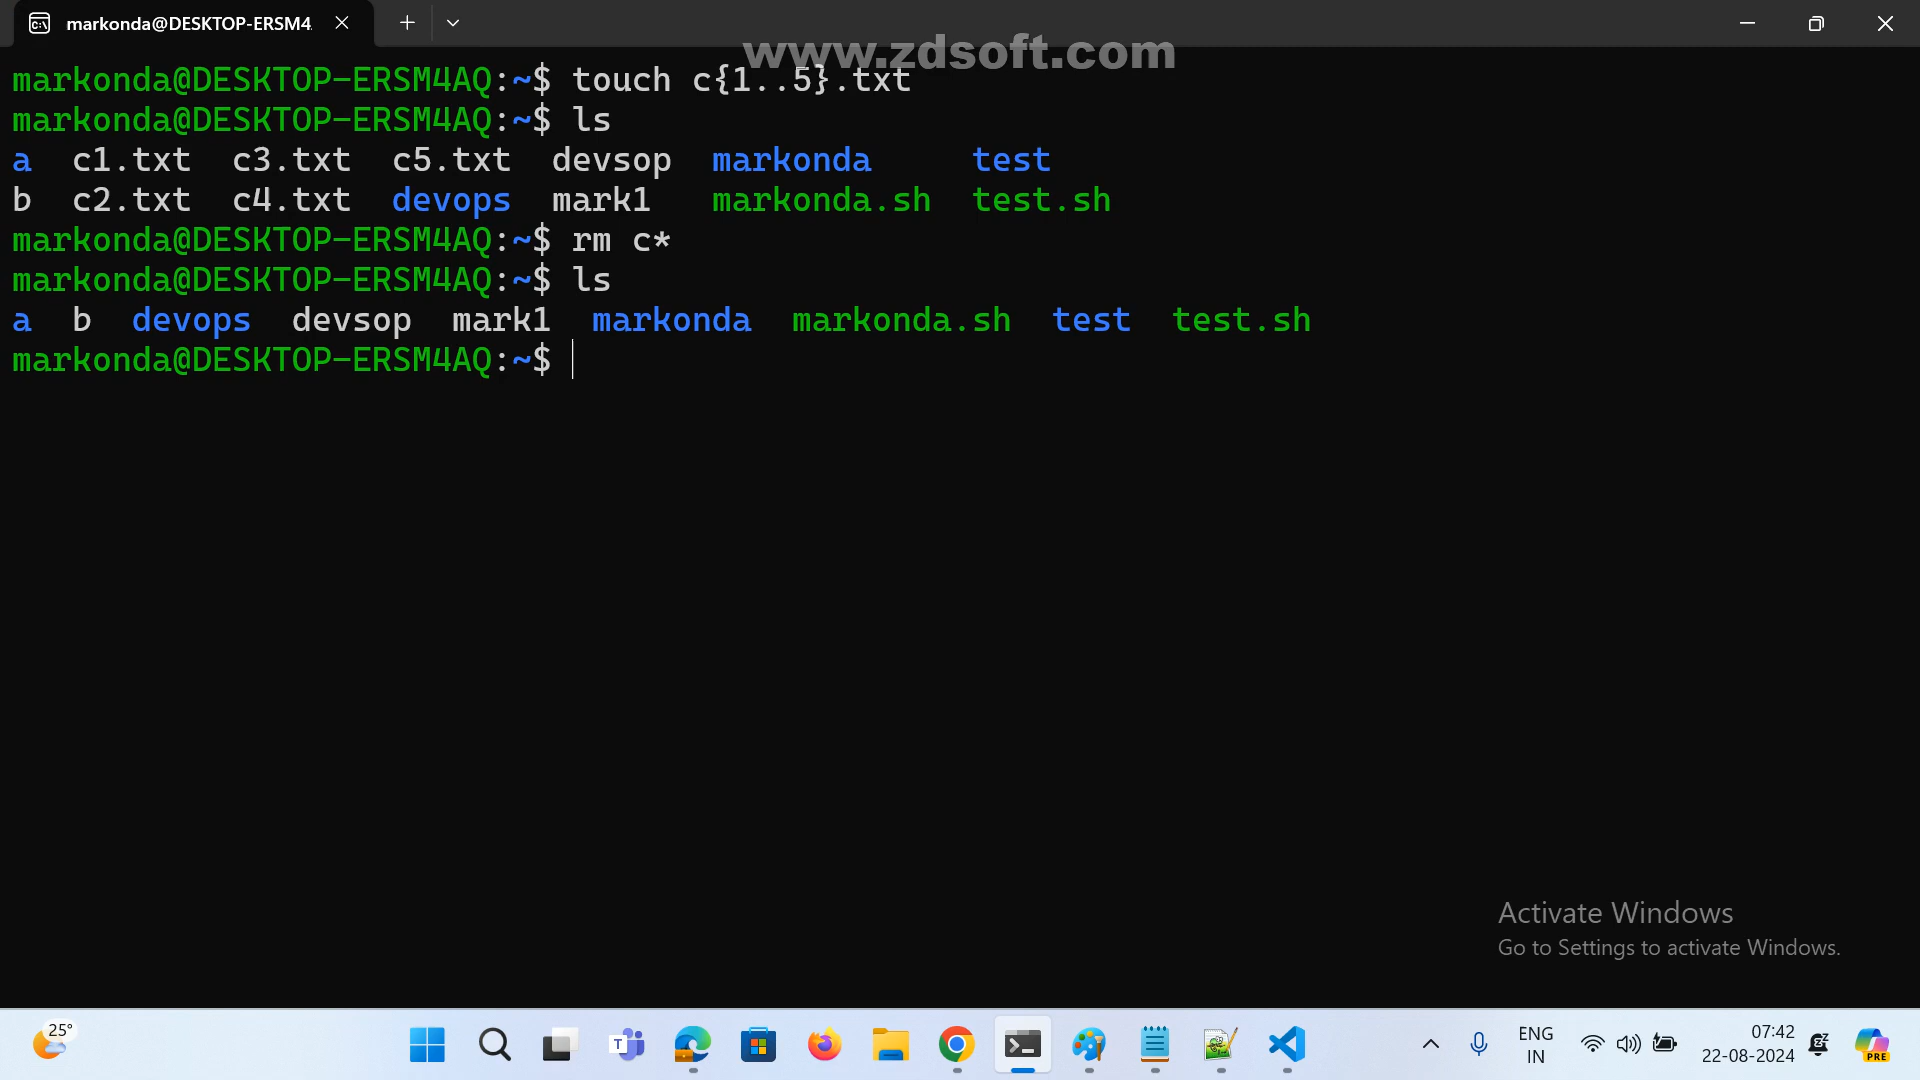 markonda@DESKTOP-ERSM4
www.zdsoft.com
markonda@DESKTOP-ERSM4AQ:~$ touch c{1..5}.txt
markonda@DESKTOP-ERSM4AQ:~$ ls
a  c1.txt  c3.txt  c5.txt  devsop  markonda     test
b  c2.txt  c4.txt  devops  mark1   markonda.sh  test.sh
markonda@DESKTOP-ERSM4AQ:~$ rm c*
markonda@DESKTOP-ERSM4AQ:~$ ls
a  b  devops  devsop  mark1  markonda  markonda.sh  test  test.sh
markonda@DESKTOP-ERSM4AQ:~$
Activate Windows
Go to Settings to activate Windows.
25°
ENG
IN
07:42
22-08-2024
PRE